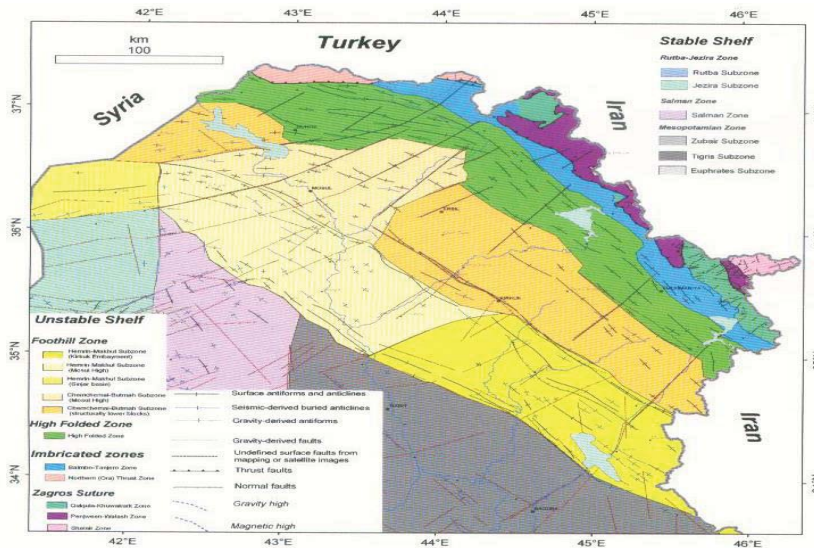 42°E 43°E 44°E 45°E 46°E
km
100
Turkey
Syria
Iran
Iran
37°N
36°N
35°N
34°N
Stable Shelf
Rutba-Jezira Zone
Rutba Subzone
Jezira Subzone
Salman Zone
Salman Zone
Mesopotamian Zone
Zubair Subzone
Tigris Subzone
Euphrates Subzone
MOSUL
Unstable Shelf
Foothill Zone
Hemrin-Makhul Subzone
(Kirkuk Embayment)
Hemrin-Makhul Subzone
(Mosul High)
Hemrin-Makhul Subzone
(Sinjar basin)
Chemchemal-Butmah Subzone
(Mosul High)
Chemchemal-Butmah Subzone
(structurally lower blocks)
High Folded Zone
High Folded Zone
Imbricated zones
Balambo-Tanjero Zone
Northern (Ora) Thrust Zone
Zagros Suture
Qulqula-Khuwakurk Zone
Penjween-Walash Zone
Shalair Zone
Surface antiforms and anticlines
Seismic-derived buried anticlines
Gravity-derived antiforms
Gravity-derived faults
Undefined surface faults from
mapping or satellite images
Thrust faults
Normal faults
Gravity high
Magnetic high
42°E 43°E 44°E 45°E 46°E